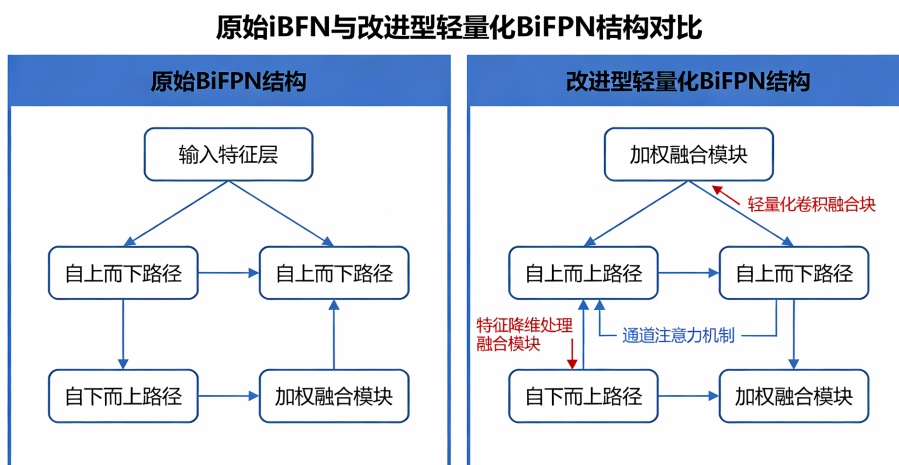 原始iBFN与改进型轻量化BiFPN结构对比
原始BiFPN结构
输入特征层
自上而下路径
自上而下路径
自下而上路径
加权融合模块
改进型轻量化BiFPN结构
加权融合模块
轻量化卷积融合块
自上而上路径
自上而下路径
特征降维处理
融合模块
通道注意力机制
自下而上路径
加权融合模块